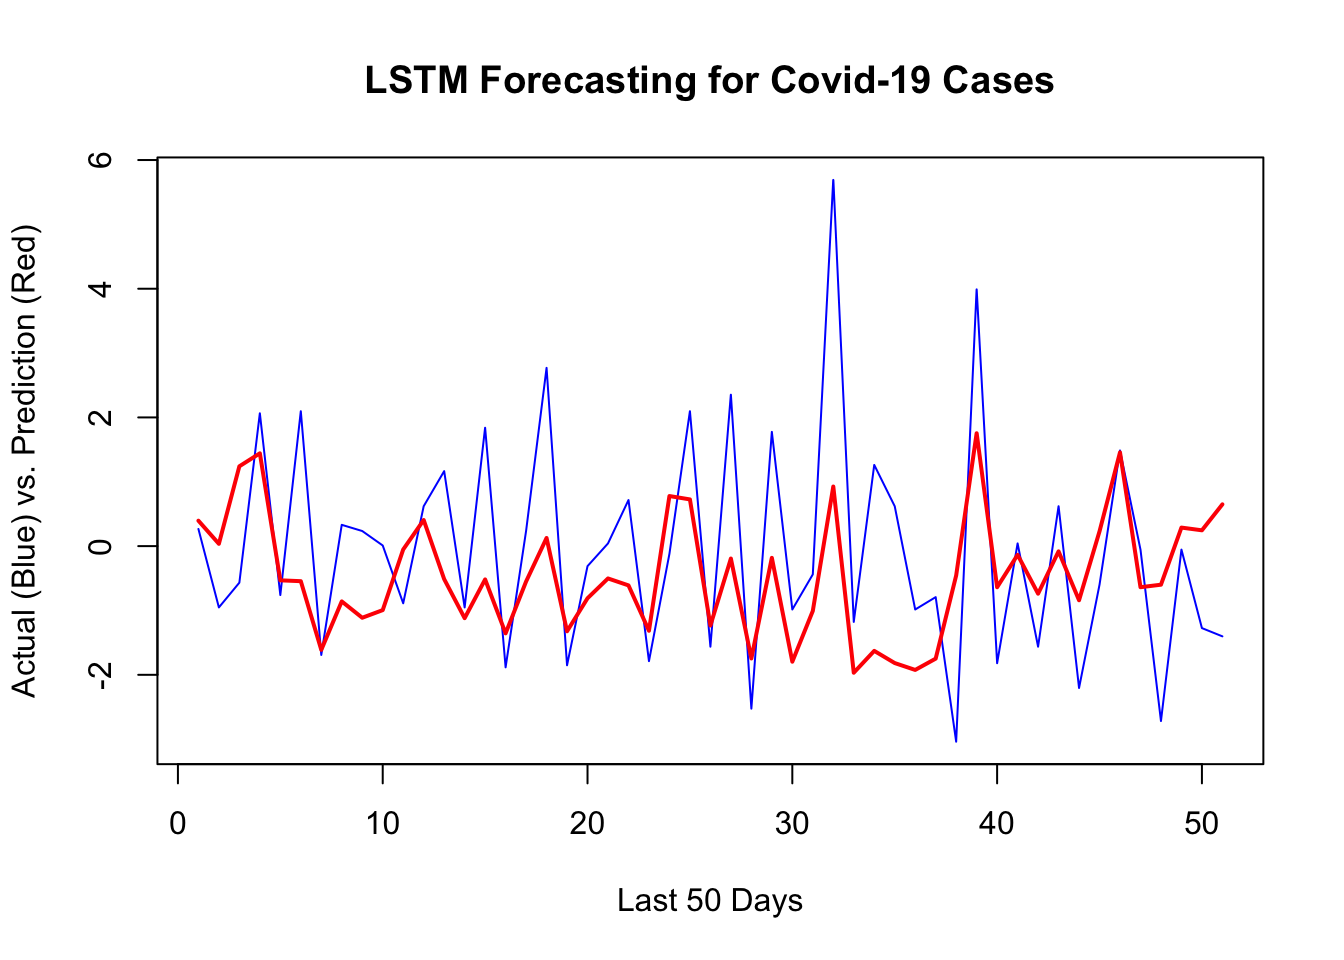 LSTM Forecasting for Covid-19 Cases
Actual (Blue) vs. Prediction (Red)
6
4
2
0
-2
0 10 20 30 40 50
Last 50 Days